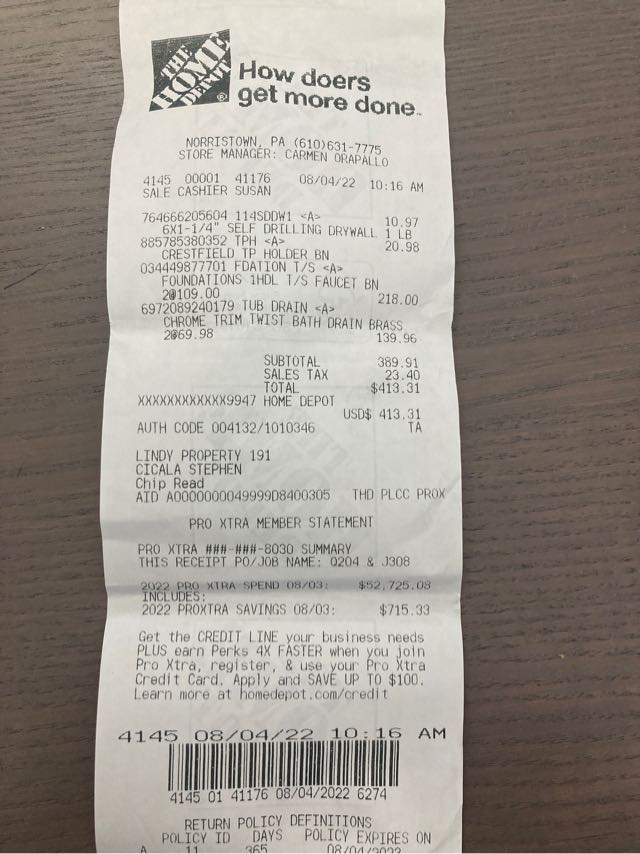 THE
HOME
DEPOT
®
How doers
get more done™
NORRISTOWN, PA (610)631-7775
STORE MANAGER: CARMEN ORAPALLO
4145 00001 41176 08/04/22 10:16 AM
SALE CASHIER SUSAN
764666205604 114SDDW1 <A> 10.97
6X1-1/4" SELF DRILLING DRYWALL 1 LB
885785380352 TPH <A> 20.98
CRESTFIELD TP HOLDER BN
034449877701 FDATION T/S <A>
FOUNDATIONS 1HDL T/S FAUCET BN
2@109.00 218.00
6972089240179 TUB DRAIN <A>
CHROME TRIM TWIST BATH DRAIN BRASS
2@69.98 139.96
SUBTOTAL 389.91
SALES TAX 23.40
TOTAL $413.31
XXXXXXXXXXXX9947 HOME DEPOT
USD$ 413.31
AUTH CODE 004132/1010346 TA
LINDY PROPERTY 191
CICALA STEPHEN
Chip Read
AID A0000000049999D8400305 THD PLCC PROX
PRO XTRA MEMBER STATEMENT
PRO XTRA ###-###-8030 SUMMARY
THIS RECEIPT PO/JOB NAME: Q204 & J308
2022 PRO XTRA SPEND 08/03: $52,725.08
INCLUDES:
2022 PROXTRA SAVINGS 08/03: $715.33
Get the CREDIT LINE your business needs
PLUS earn Perks 4X FASTER when you join
Pro Xtra, register, & use your Pro Xtra
Credit Card. Apply and SAVE UP TO $100.
Learn more at homedepot.com/credit
4145 08/04/22 10:16 AM
4145 01 41176 08/04/2022 6274
RETURN POLICY DEFINITIONS
POLICY ID DAYS POLICY EXPIRES ON
A 11 365 08/04/2023